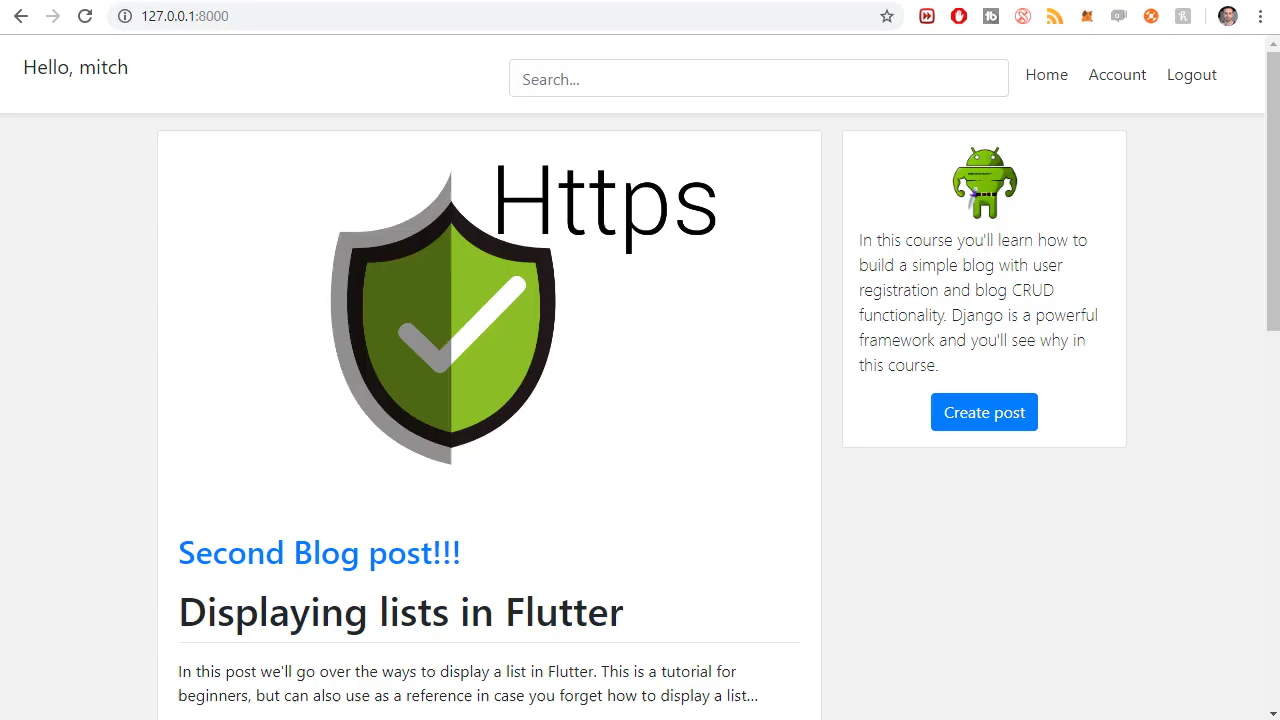 127.0.0.1:8000
Hello, mitch
Search...
Home Account Logout
Https
Second Blog post!!!
Displaying lists in Flutter
In this post we'll go over the ways to display a list in Flutter. This is a tutorial for
beginners, but can also use as a reference in case you forget how to display a list...
In this course you'll learn how to
build a simple blog with user
registration and blog CRUD
functionality. Django is a powerful
framework and you'll see why in
this course.
Create post